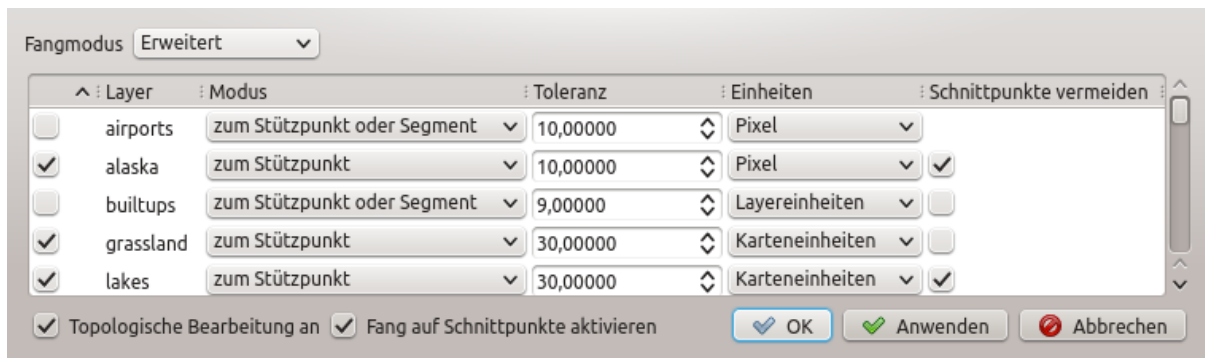 Fangmodus Erweitert
Layer Modus Toleranz Einheiten Schnittpunkte vermeiden
airports zum Stützpunkt oder Segment 10,00000 Pixel
alaska zum Stützpunkt 10,00000 Pixel
builtups zum Stützpunkt oder Segment 9,00000 Layereinheiten
grassland zum Stützpunkt 30,00000 Karteneinheiten
lakes zum Stützpunkt 30,00000 Karteneinheiten
Topologische Bearbeitung an Fang auf Schnittpunkte aktivieren OK Anwenden Abbrechen